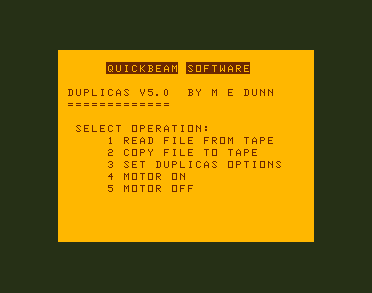 QUICKBEAM SOFTWARE
DUPLICAS V5.0 BY M E DUNN
=============
SELECT OPERATION:
1 READ FILE FROM TAPE
2 COPY FILE TO TAPE
3 SET DUPLICAS OPTIONS
4 MOTOR ON
5 MOTOR OFF